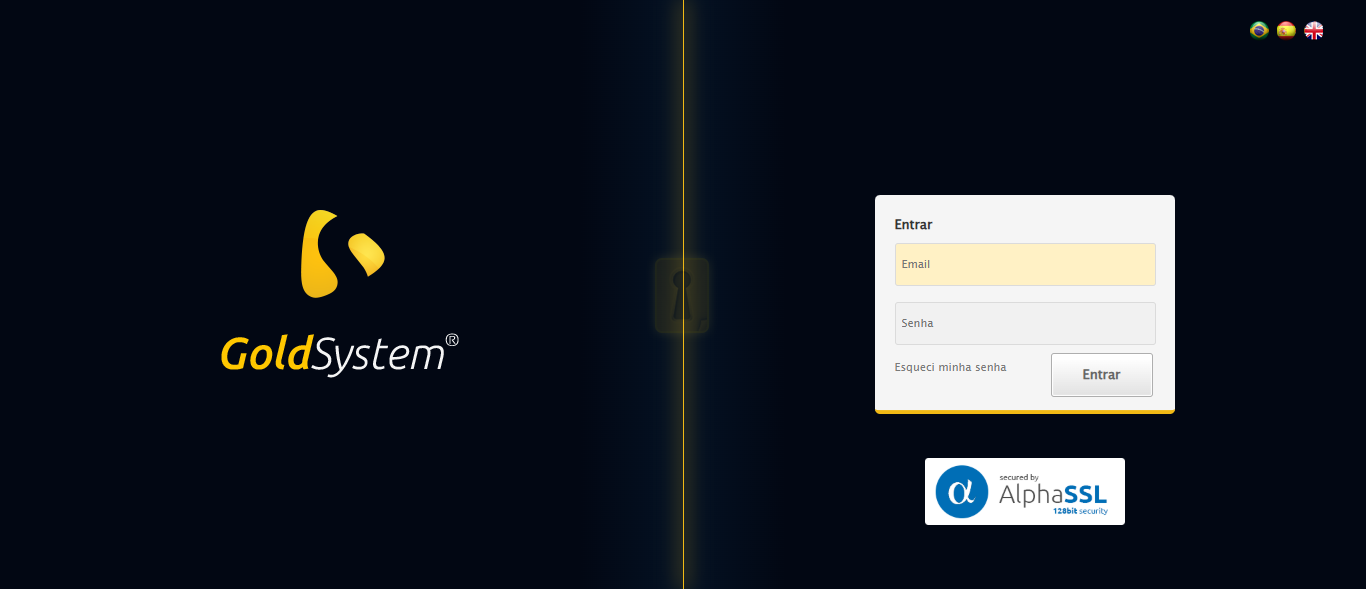 GoldSystem®
Entrar
Email
Senha
Esqueci minha senha
Entrar
secured by
AlphaSSL
128bit security